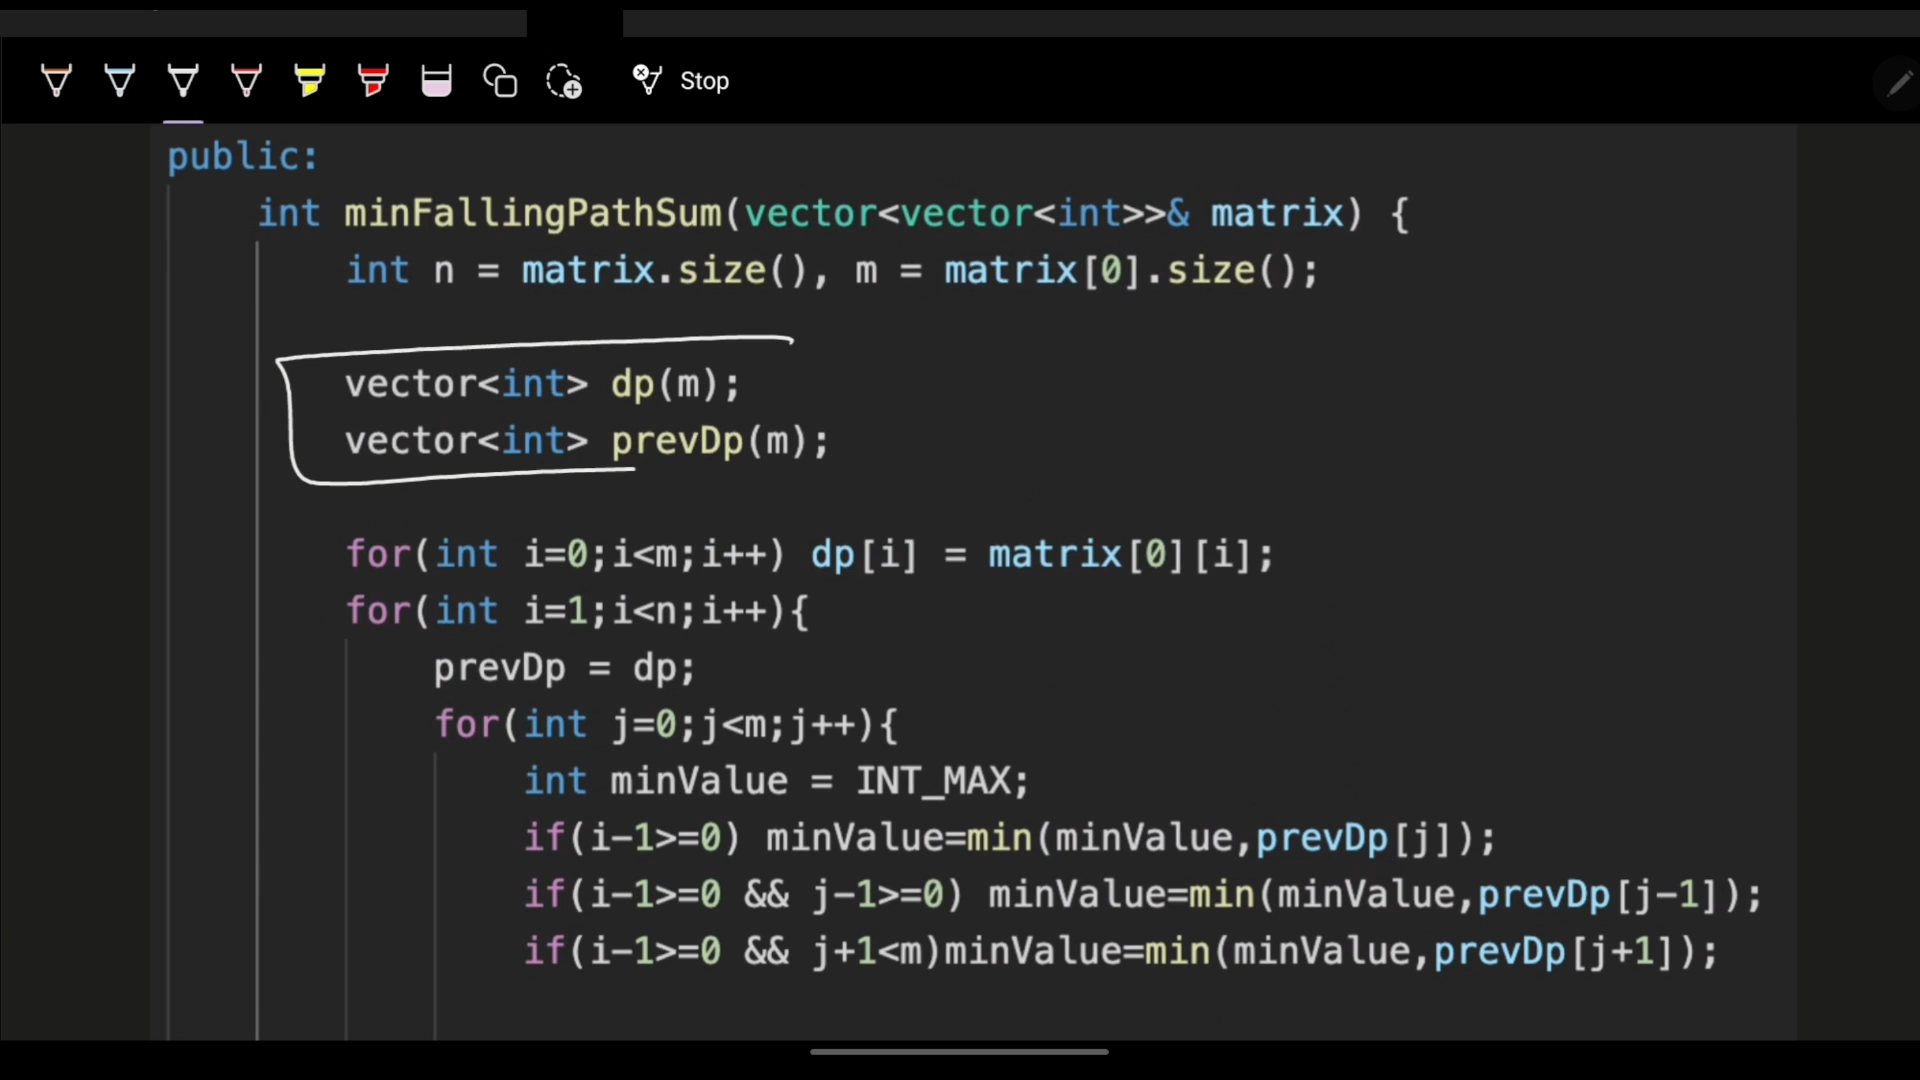 Stop
public:
int minFallingPathSum(vector<vector<int>>& matrix) {
int n = matrix.size(), m = matrix[0].size();
vector<int> dp(m);
vector<int> prevDp(m);
for(int i=0;i<m;i++) dp[i] = matrix[0][i];
for(int i=1;i<n;i++){
prevDp = dp;
for(int j=0;j<m;j++){
int minValue = INT_MAX;
if(i-1>=0) minValue=min(minValue,prevDp[j]);
if(i-1>=0 && j-1>=0) minValue=min(minValue,prevDp[j-1]);
if(i-1>=0 && j+1<m)minValue=min(minValue,prevDp[j+1]);